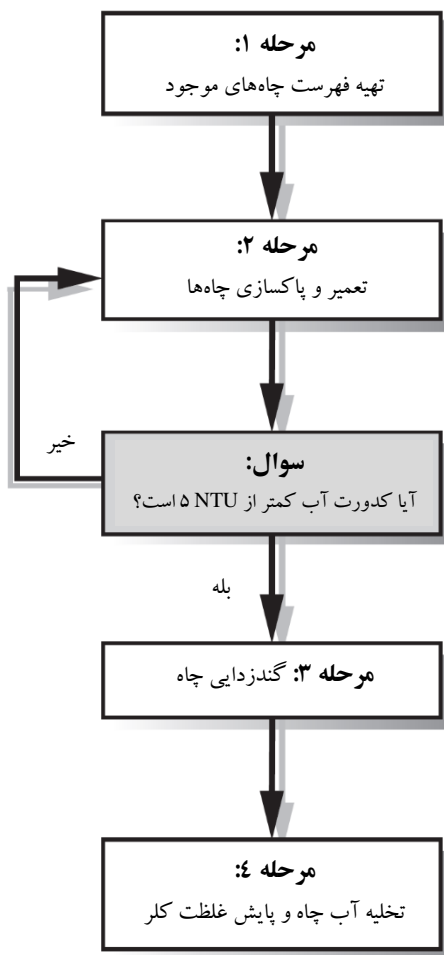 مرحله ۱:
تهیه فهرست چاه‌های موجود
مرحله ۲:
تعمیر و پاکسازی چاه‌ها
سوال:
آیا کدورت آب کمتر از NTU ۵ است؟
خیر
بله
مرحله ۳: گندزدایی چاه
مرحله ٤:
تخلیه آب چاه و پایش غلظت کلر